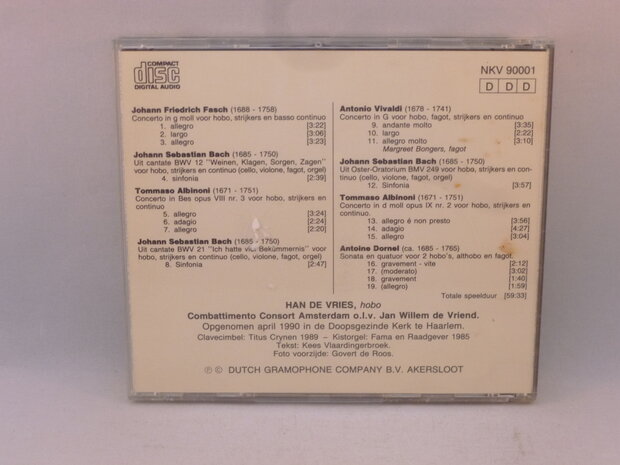 COMPACT
disc
DIGITAL AUDIO
NKV 90001
D D D
Johann Friedrich Fasch (1688 - 1758)
Concerto in g moll voor hobo, strijkers en basso continuo
1. allegro [3:22]
2. largo [3:06]
3. allegro [3:23]
Johann Sebastian Bach (1685 - 1750)
Uit cantate BWV 12 "Weinen, Klagen, Sorgen, Zagen"
voor hobo, strijkers en continuo (cello, violone, fagot, orgel)
4. sinfonia [2:39]
Tommaso Albinoni (1671 - 1751)
Concerto in Bes opus VIII nr. 3 voor hobo, strijkers en
continuo
5. allegro [3:24]
6. adagio [2:24]
7. allegro [2:20]
Johann Sebastian Bach (1685 - 1750)
Uit cantate BWV 21 "Ich hatte viel Bekümmernis" voor
hobo, strijkers en continuo (cello, violone, fagot, orgel)
8. Sinfonia [2:47]
Antonio Vivaldi (1678 - 1741)
Concerto in G voor hobo, fagot, strijkers en continuo
9. andante molto [3:35]
10. largo [2:22]
11. allegro molto [3:10]
Margreet Bongers, fagot
Johann Sebastian Bach (1685 - 1750)
Uit Oster-Oratorium BMV 249 voor hobo, strijkers en con-
tinuo (cello, violone, fagot, orgel)
12. Sinfonia [3:57]
Tommaso Albinoni (1671 - 1751)
Concerto in d moll opus IX nr. 2 voor hobo, strijkers en
continuo.
13. allegro é non presto [3:56]
14. adagio [4:27]
15. allegro [3:04]
Antoine Dornel (ca. 1685 - 1765)
Sonata en quatuor voor 2 hobo's, althobo en fagot.
16. gravement - vite [2:12]
17. (moderato) [3:02]
18. gravement [1:40]
19. (allegro) [1:59]
Totale speelduur [59:33]
HAN DE VRIES, hobo
Combattimento Consort Amsterdam o.l.v. Jan Willem de Vriend.
Opgenomen april 1990 in de Doopsgezinde Kerk te Haarlem.
Clavecimbel: Titus Crynen 1989 – Kistorgel: Fama en Raadgever 1985
Tekst: Kees Vlaardingerbroek.
Foto voorzijde: Govert de Roos.
℗ © DUTCH GRAMOPHONE COMPANY B.V. AKERSLOOT